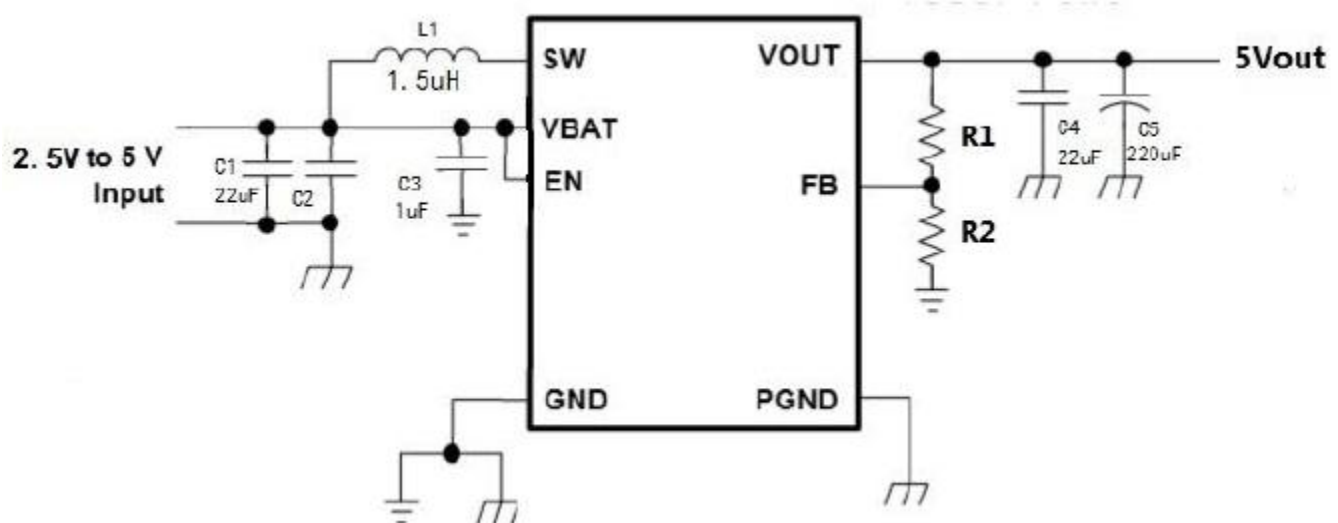 L1
1.5uH
SW
VOUT
5Vout
VBAT
2.5V to 5 V
Input
C1
22uF
C2
C3
1uF
EN
FB
R1
R2
C4
22uF
C5
220uF
GND
PGND